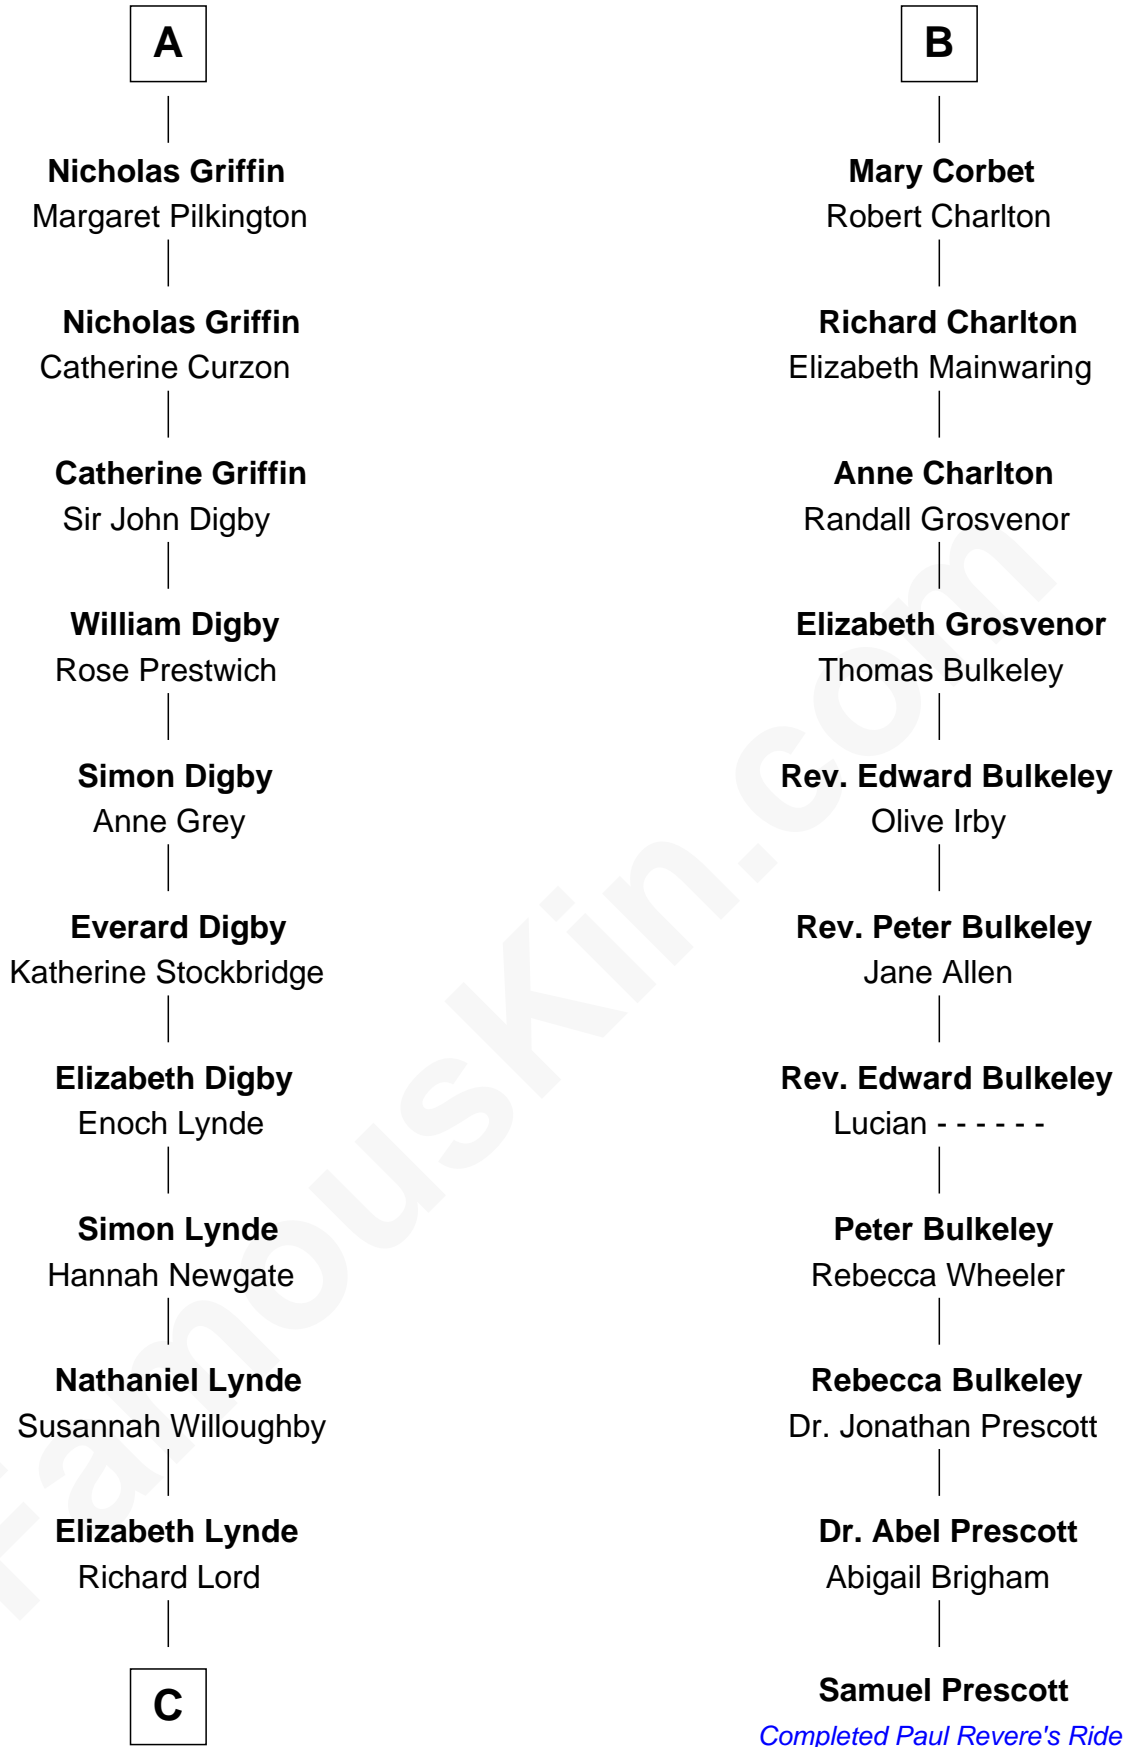 A
Nicholas Griffin
Margaret Pilkington
Nicholas Griffin
Catherine Curzon
Catherine Griffin
Sir John Digby
William Digby
Rose Prestwich
Simon Digby
Anne Grey
Everard Digby
Katherine Stockbridge
Elizabeth Digby
Enoch Lynde
Simon Lynde
Hannah Newgate
Nathaniel Lynde
Susannah Willoughby
Elizabeth Lynde
Richard Lord
C
B
Mary Corbet
Robert Charlton
Richard Charlton
Elizabeth Mainwaring
Anne Charlton
Randall Grosvenor
Elizabeth Grosvenor
Thomas Bulkeley
Rev. Edward Bulkeley
Olive Irby
Rev. Peter Bulkeley
Jane Allen
Rev. Edward Bulkeley
Lucian - - - - - -
Peter Bulkeley
Rebecca Wheeler
Rebecca Bulkeley
Dr. Jonathan Prescott
Dr. Abel Prescott
Abigail Brigham
Samuel Prescott
Completed Paul Revere's Ride
FamousKin.com